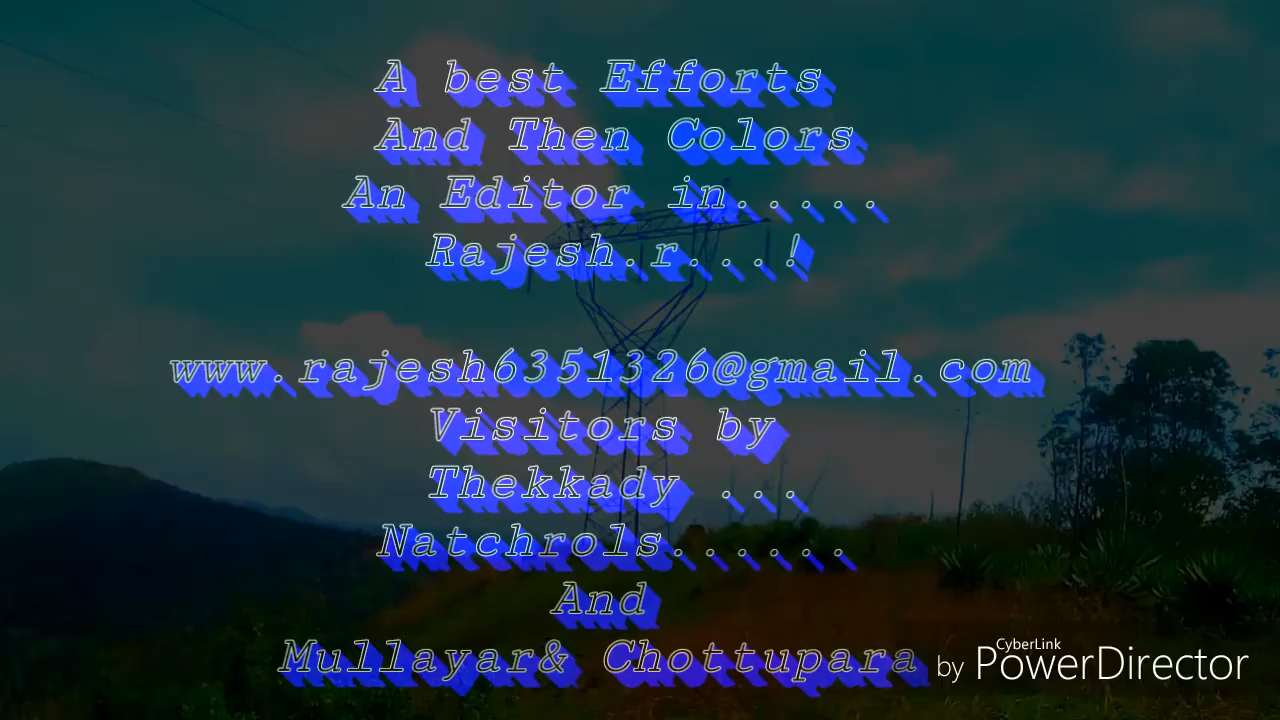 A best Efforts
And Then Colors
An Editor in.....
Rajesh.r...!
www.rajesh6351326@gmail.com
Visitors by
Thekkady ...
Natchrols......
And
Mullayar& Chottupara
by CyberLink PowerDirector